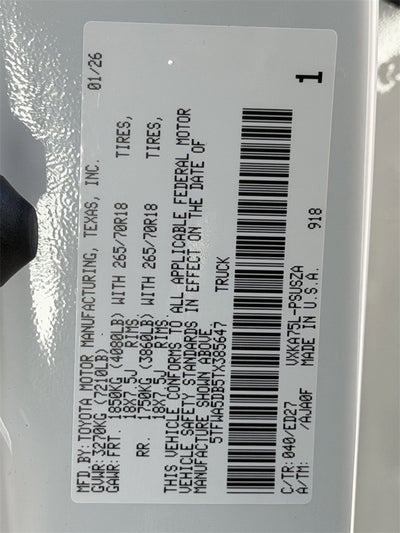 MFD.BY:TOYOTA MOTOR MANUFACTURING, TEXAS, INC. 01/26
GVWR:3270KG (7210LB)
GAWR:FRT. 1850KG (4080LB) WITH 265/70R18 TIRES,
18X7.5J RIMS
RR. 1750KG (3860LB) WITH 265/70R18 TIRES,
18X7.5J RIMS
THIS VEHICLE CONFORMS TO ALL APPLICABLE FEDERAL MOTOR
VEHICLE SAFETY STANDARDS IN EFFECT ON THE DATE OF
MANUFACTURE SHOWN ABOVE.
5TFWA5DB5TX385647 TRUCK
C/TR:040/ED27 VXKA75L-PSUSZA
A/TM: /AJA0F MADE IN U.S.A. 918
1